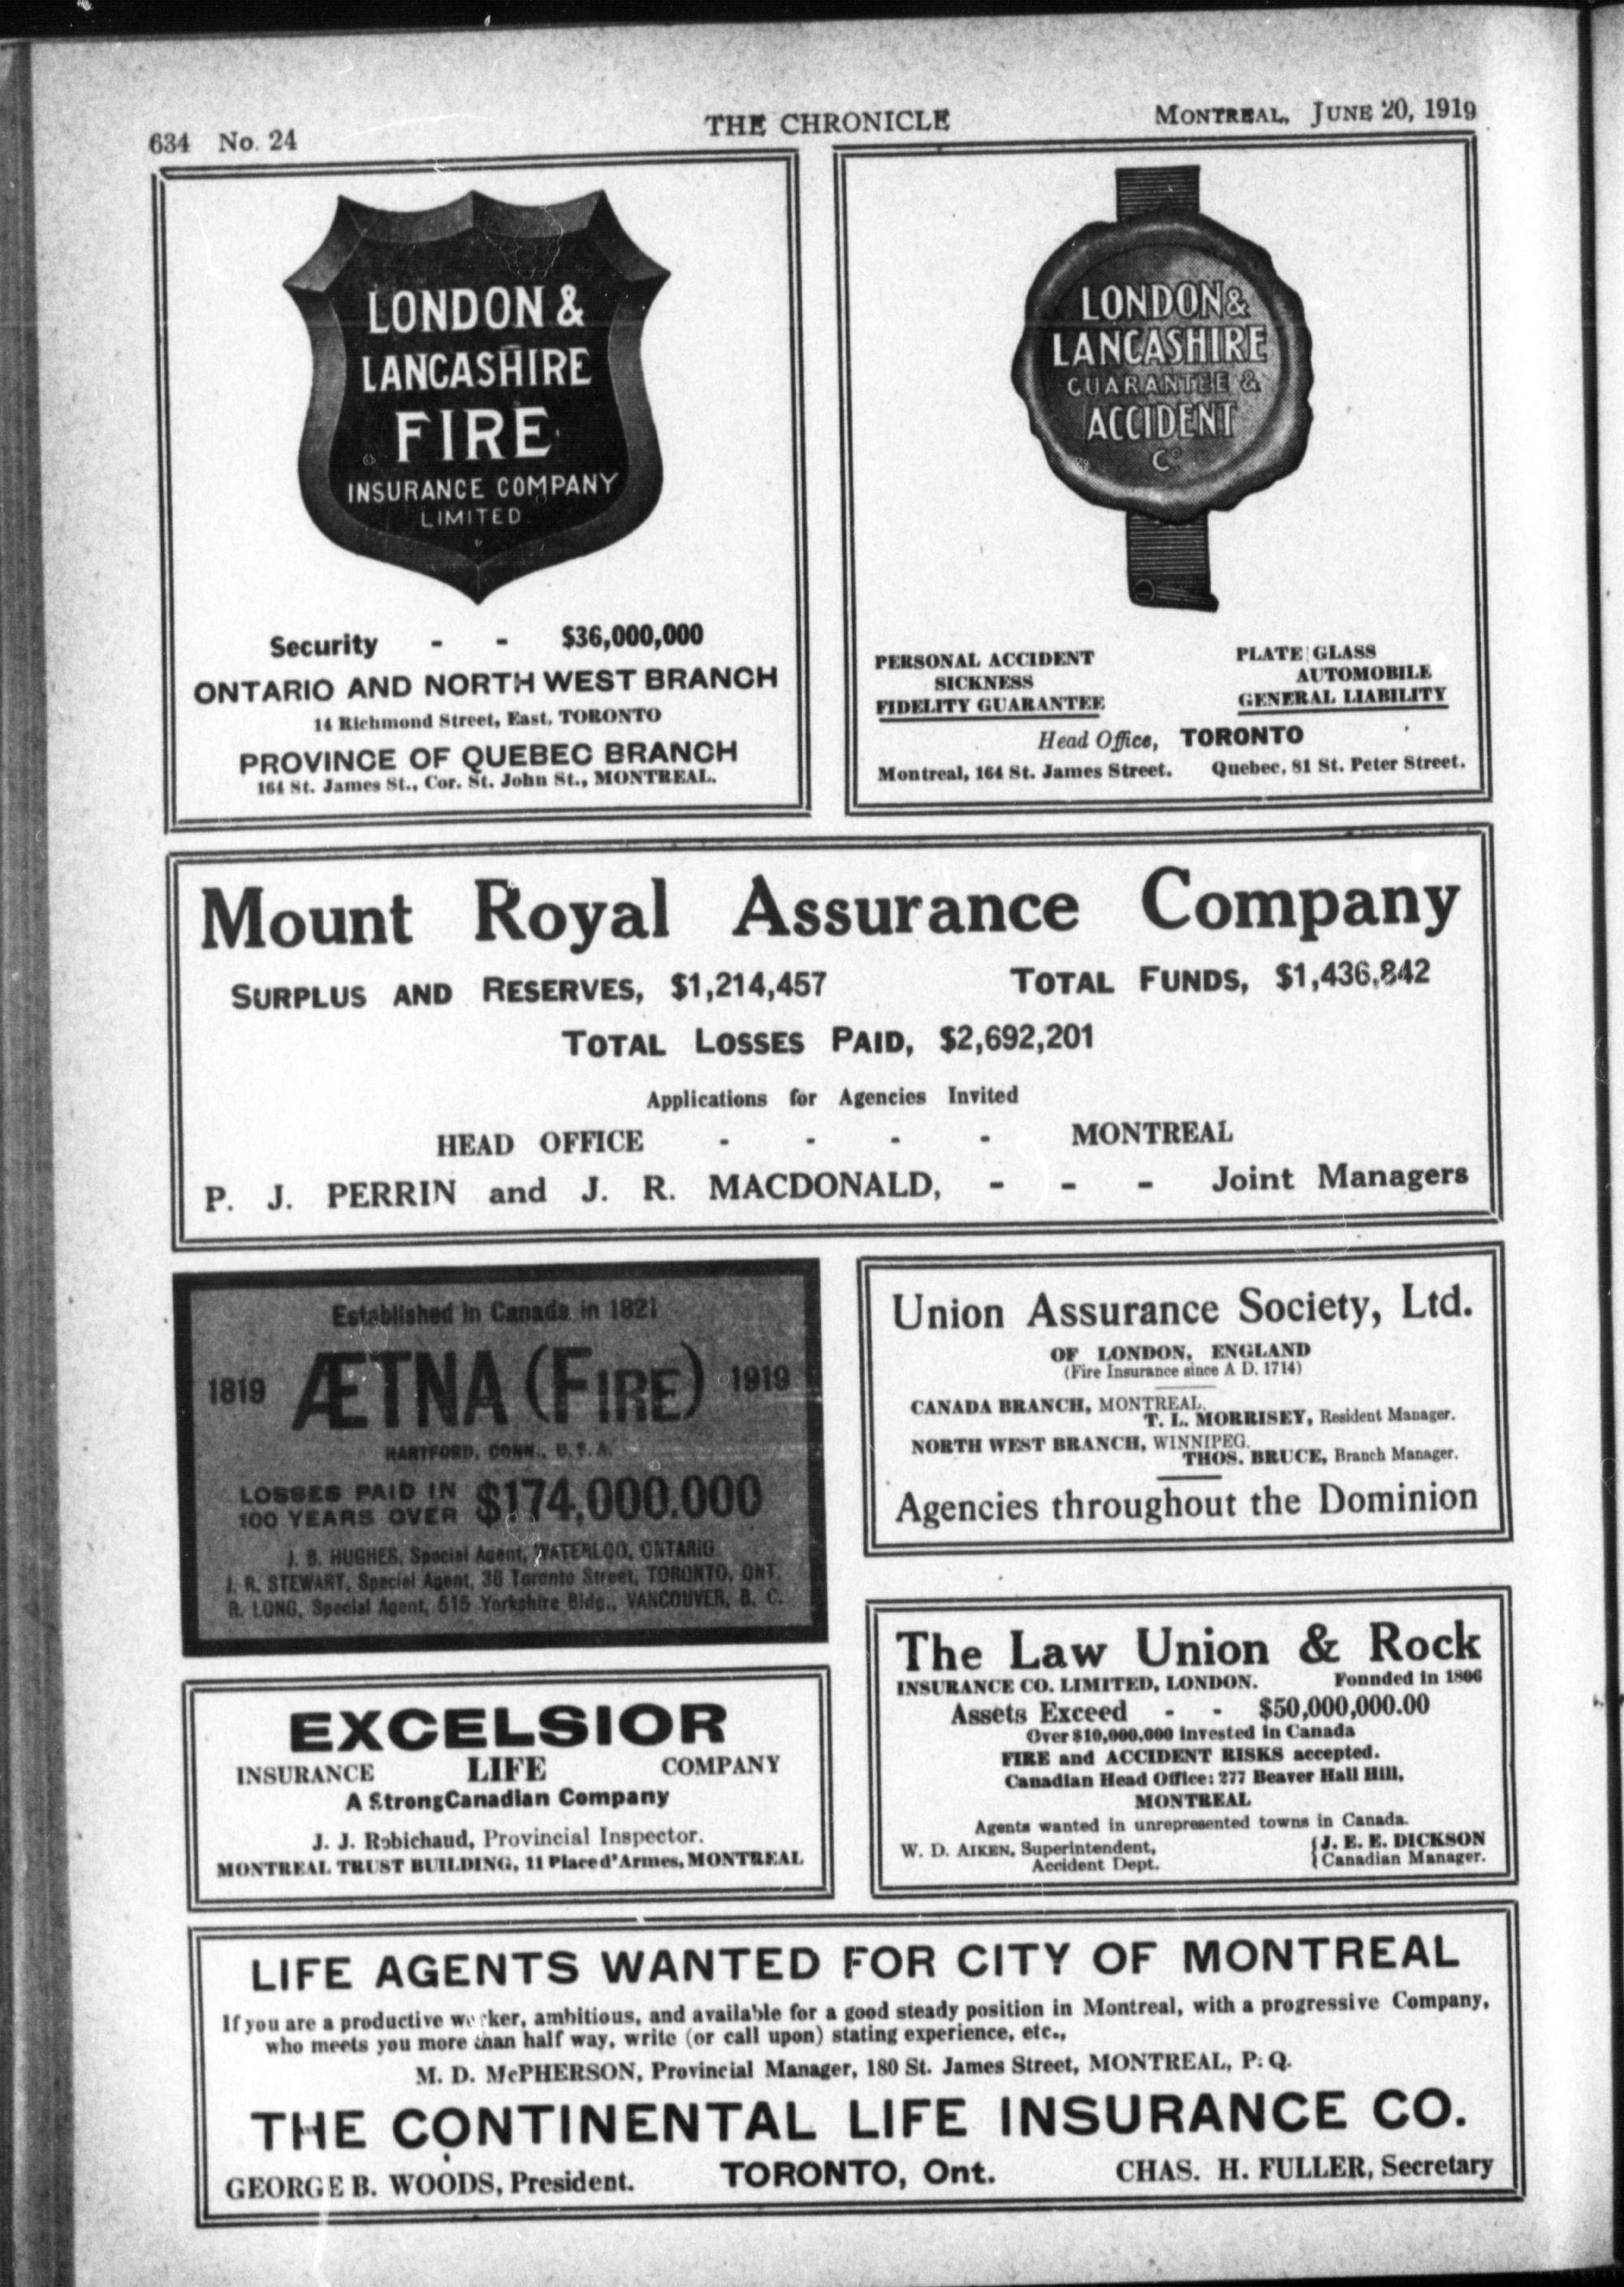 634 No. 24
THE CHRONICLE
MONTREAL, JUNE 20, 1919
LONDON &
LANCASHIRE
FIRE
INSURANCE COMPANY
LIMITED
Security - - $36,000,000
ONTARIO AND NORTH WEST BRANCH
14 Richmond Street, East, TORONTO
PROVINCE OF QUEBEC BRANCH
164 St. James St., Cor. St. John St., MONTREAL.
LONDON &
LANCASHIRE
GUARANTEE &
ACCIDENT
Co
PERSONAL ACCIDENT
SICKNESS
FIDELITY GUARANTEE
PLATE GLASS
AUTOMOBILE
GENERAL LIABILITY
Head Office, TORONTO
Montreal, 164 St. James Street. Quebec, 81 St. Peter Street.
Mount Royal Assurance Company
SURPLUS AND RESERVES, $1,214,457 TOTAL FUNDS, $1,436,842
TOTAL LOSSES PAID, $2,692,201
Applications for Agencies Invited
HEAD OFFICE - - - - MONTREAL
P. J. PERRIN and J. R. MACDONALD, - - - Joint Managers
Established in Canada in 1821
1819 ÆTNA (FIRE) 1919
HARTFORD, CONN., U.S.A.
LOSSES PAID IN
100 YEARS OVER $174,000.000
J. B. HUGHES, Special Agent, WATERLOO, ONTARIO
J. R. STEWART, Special Agent, 36 Toronto Street, TORONTO, ONT.
R. LONG, Special Agent, 515 Yorkshire Bldg., VANCOUVER, B. C.
Union Assurance Society, Ltd.
OF LONDON, ENGLAND
(Fire Insurance since A D. 1714)
CANADA BRANCH, MONTREAL,
T. L. MORRISEY, Resident Manager.
NORTH WEST BRANCH, WINNIPEG.
THOS. BRUCE, Branch Manager.
Agencies throughout the Dominion
EXCELSIOR
INSURANCE LIFE COMPANY
A Strong Canadian Company
J. J. Robichaud, Provincial Inspector.
MONTREAL TRUST BUILDING, 11 Place d'Armes, MONTREAL
The Law Union & Rock
INSURANCE CO. LIMITED, LONDON. Fonnded in 1806
Assets Exceed - - $50,000,000.00
Over $10,000,000 invested in Canada
FIRE and ACCIDENT RISKS accepted.
Canadian Head Office: 277 Beaver Hall Hill,
MONTREAL
Agents wanted in unrepresented towns in Canada.
W. D. AIKEN, Superintendent,
Accident Dept.
J. E. E. DICKSON
Canadian Manager.
LIFE AGENTS WANTED FOR CITY OF MONTREAL
If you are a productive worker, ambitious, and available for a good steady position in Montreal, with a progressive Company,
who meets you more than half way, write (or call upon) stating experience, etc.,
M. D. McPHERSON, Provincial Manager, 180 St. James Street, MONTREAL, P. Q.
THE CONTINENTAL LIFE INSURANCE CO.
GEORGE B. WOODS, President. TORONTO, Ont. CHAS. H. FULLER, Secretary